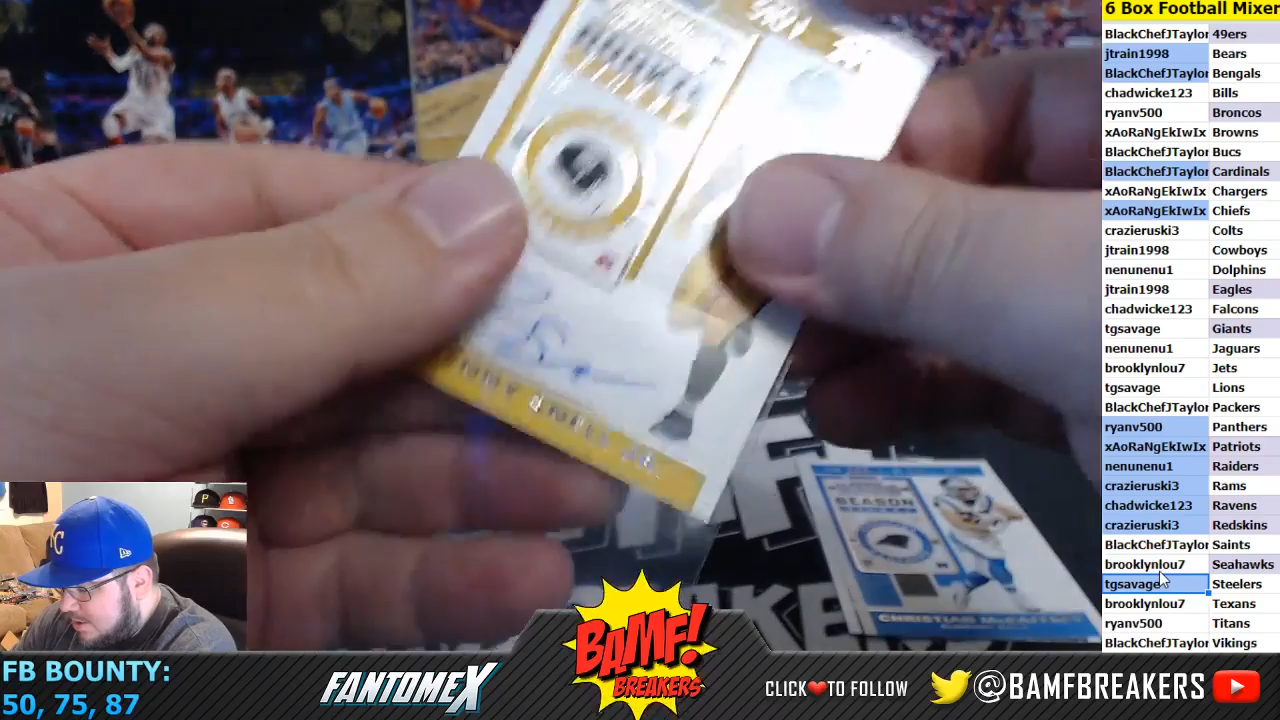 6 Box Football Mixer
BlackChefJTaylor 49ers
jtrain1998 Bears
BlackChefJTaylor Bengals
chadwicke123 Bills
ryanv500 Broncos
xAoRaNgEkIwIx Browns
BlackChefJTaylor Bucs
BlackChefJTaylor Cardinals
xAoRaNgEkIwIx Chargers
xAoRaNgEkIwIx Chiefs
crazieruski3 Colts
jtrain1998 Cowboys
nenunenu1 Dolphins
jtrain1998 Eagles
chadwicke123 Falcons
tgsavage Giants
nenunenu1 Jaguars
brooklynlou7 Jets
tgsavage Lions
BlackChefJTaylor Packers
ryanv500 Panthers
xAoRaNgEkIwIx Patriots
nenunenu1 Raiders
crazieruski3 Rams
chadwicke123 Ravens
crazieruski3 Redskins
BlackChefJTaylor Saints
brooklynlou7 Seahawks
tgsavage Steelers
brooklynlou7 Texans
ryanv500 Titans
BlackChefJTaylor Vikings
SEASON
CHRISTIAN McCAFFREY
KC
P
FB BOUNTY:
50, 75, 87
FANTOMEX
BAMF!
BREAKERS
CLICK TO FOLLOW
@BAMFBREAKERS